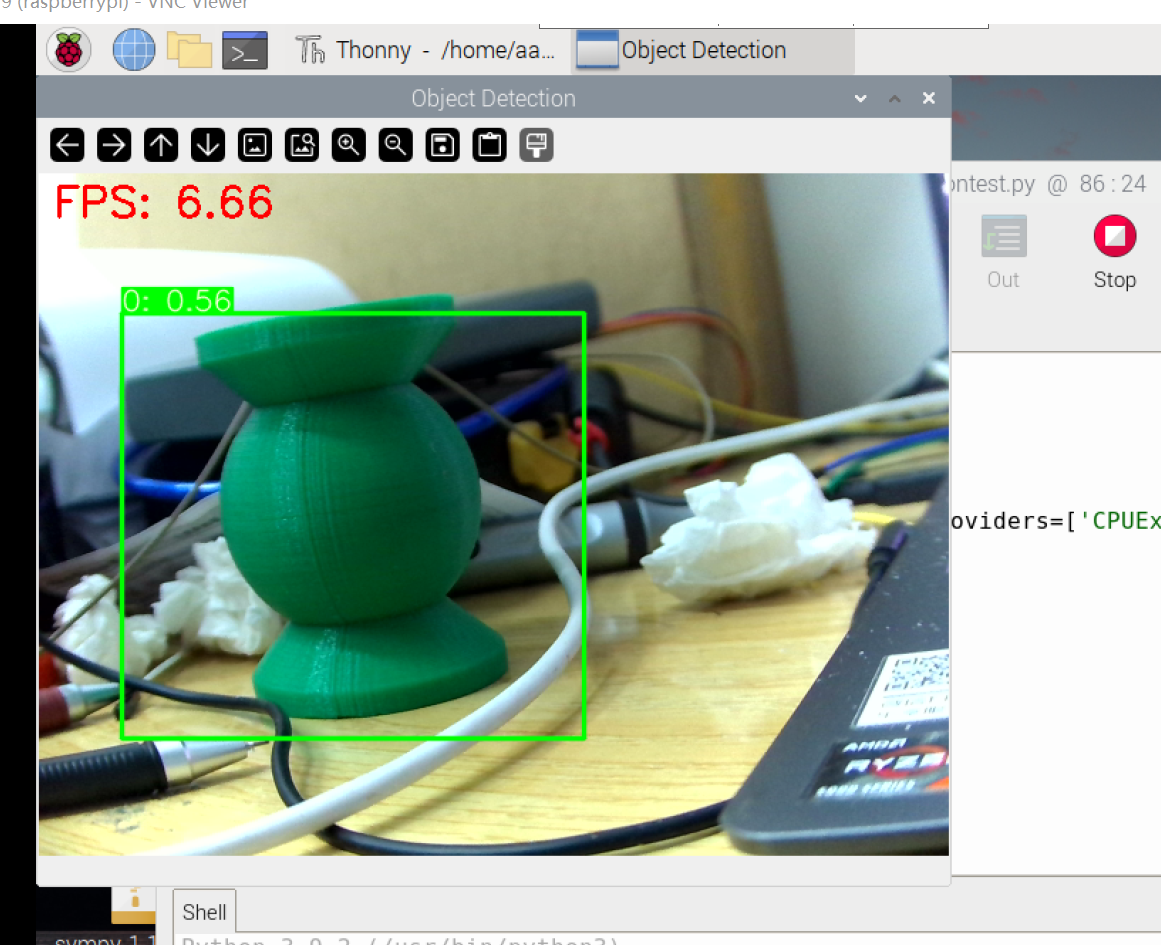 9 (raspberrypi) - VNC Viewer
Thonny - /home/aa...
Object Detection
Object Detection
FPS: 6.66
ontest.py @ 86 : 24
Out
Stop
0: 0.56
oviders=['CPUEx
AMD
RYZEN
5000 SERIES
Shell
sympy 1.1
Python 3.9.2 (/usr/bin/python3)